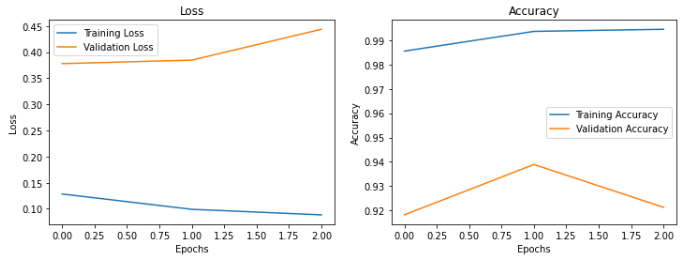 Loss
0.45
0.40
0.35
0.30
0.25
0.20
0.15
0.10
Loss
Training Loss
Validation Loss
0.00 0.25 0.50 0.75 1.00 1.25 1.50 1.75 2.00
Epochs
Accuracy
0.99
0.98
0.97
0.96
0.95
0.94
0.93
0.92
Accuracy
Training Accuracy
Validation Accuracy
0.00 0.25 0.50 0.75 1.00 1.25 1.50 1.75 2.00
Epochs